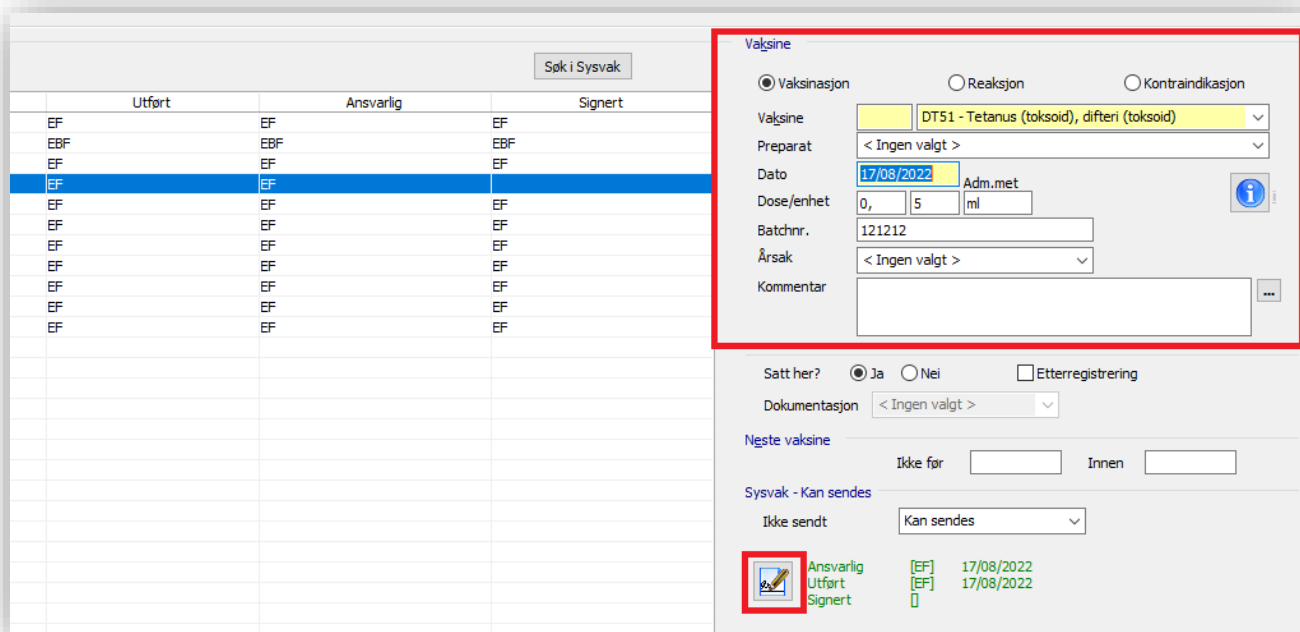 Søk i Sysvak
Utført Ansvarlig Signert
EF EF EF
EBF EBF EBF
EF EF EF
EF EF
EF EF EF
EF EF EF
EF EF EF
EF EF EF
EF EF EF
EF EF EF
EF EF EF
Vaksine
Vaksinasjon Reaksjon Kontraindikasjon
Vaksine DT51 - Tetanus (toksoid), difteri (toksoid)
Preparat < Ingen valgt >
Dato 17/08/2022 Adm.met
Dose/enhet 0, 5 ml
Batchnr. 121212
Årsak < Ingen valgt >
Kommentar ...
Satt her? Ja Nei Etterregistrering
Dokumentasjon < Ingen valgt >
Neste vaksine
Ikke før Innen
Sysvak - Kan sendes
Ikke sendt Kan sendes
Ansvarlig [EF] 17/08/2022
Utført [EF] 17/08/2022
Signert []